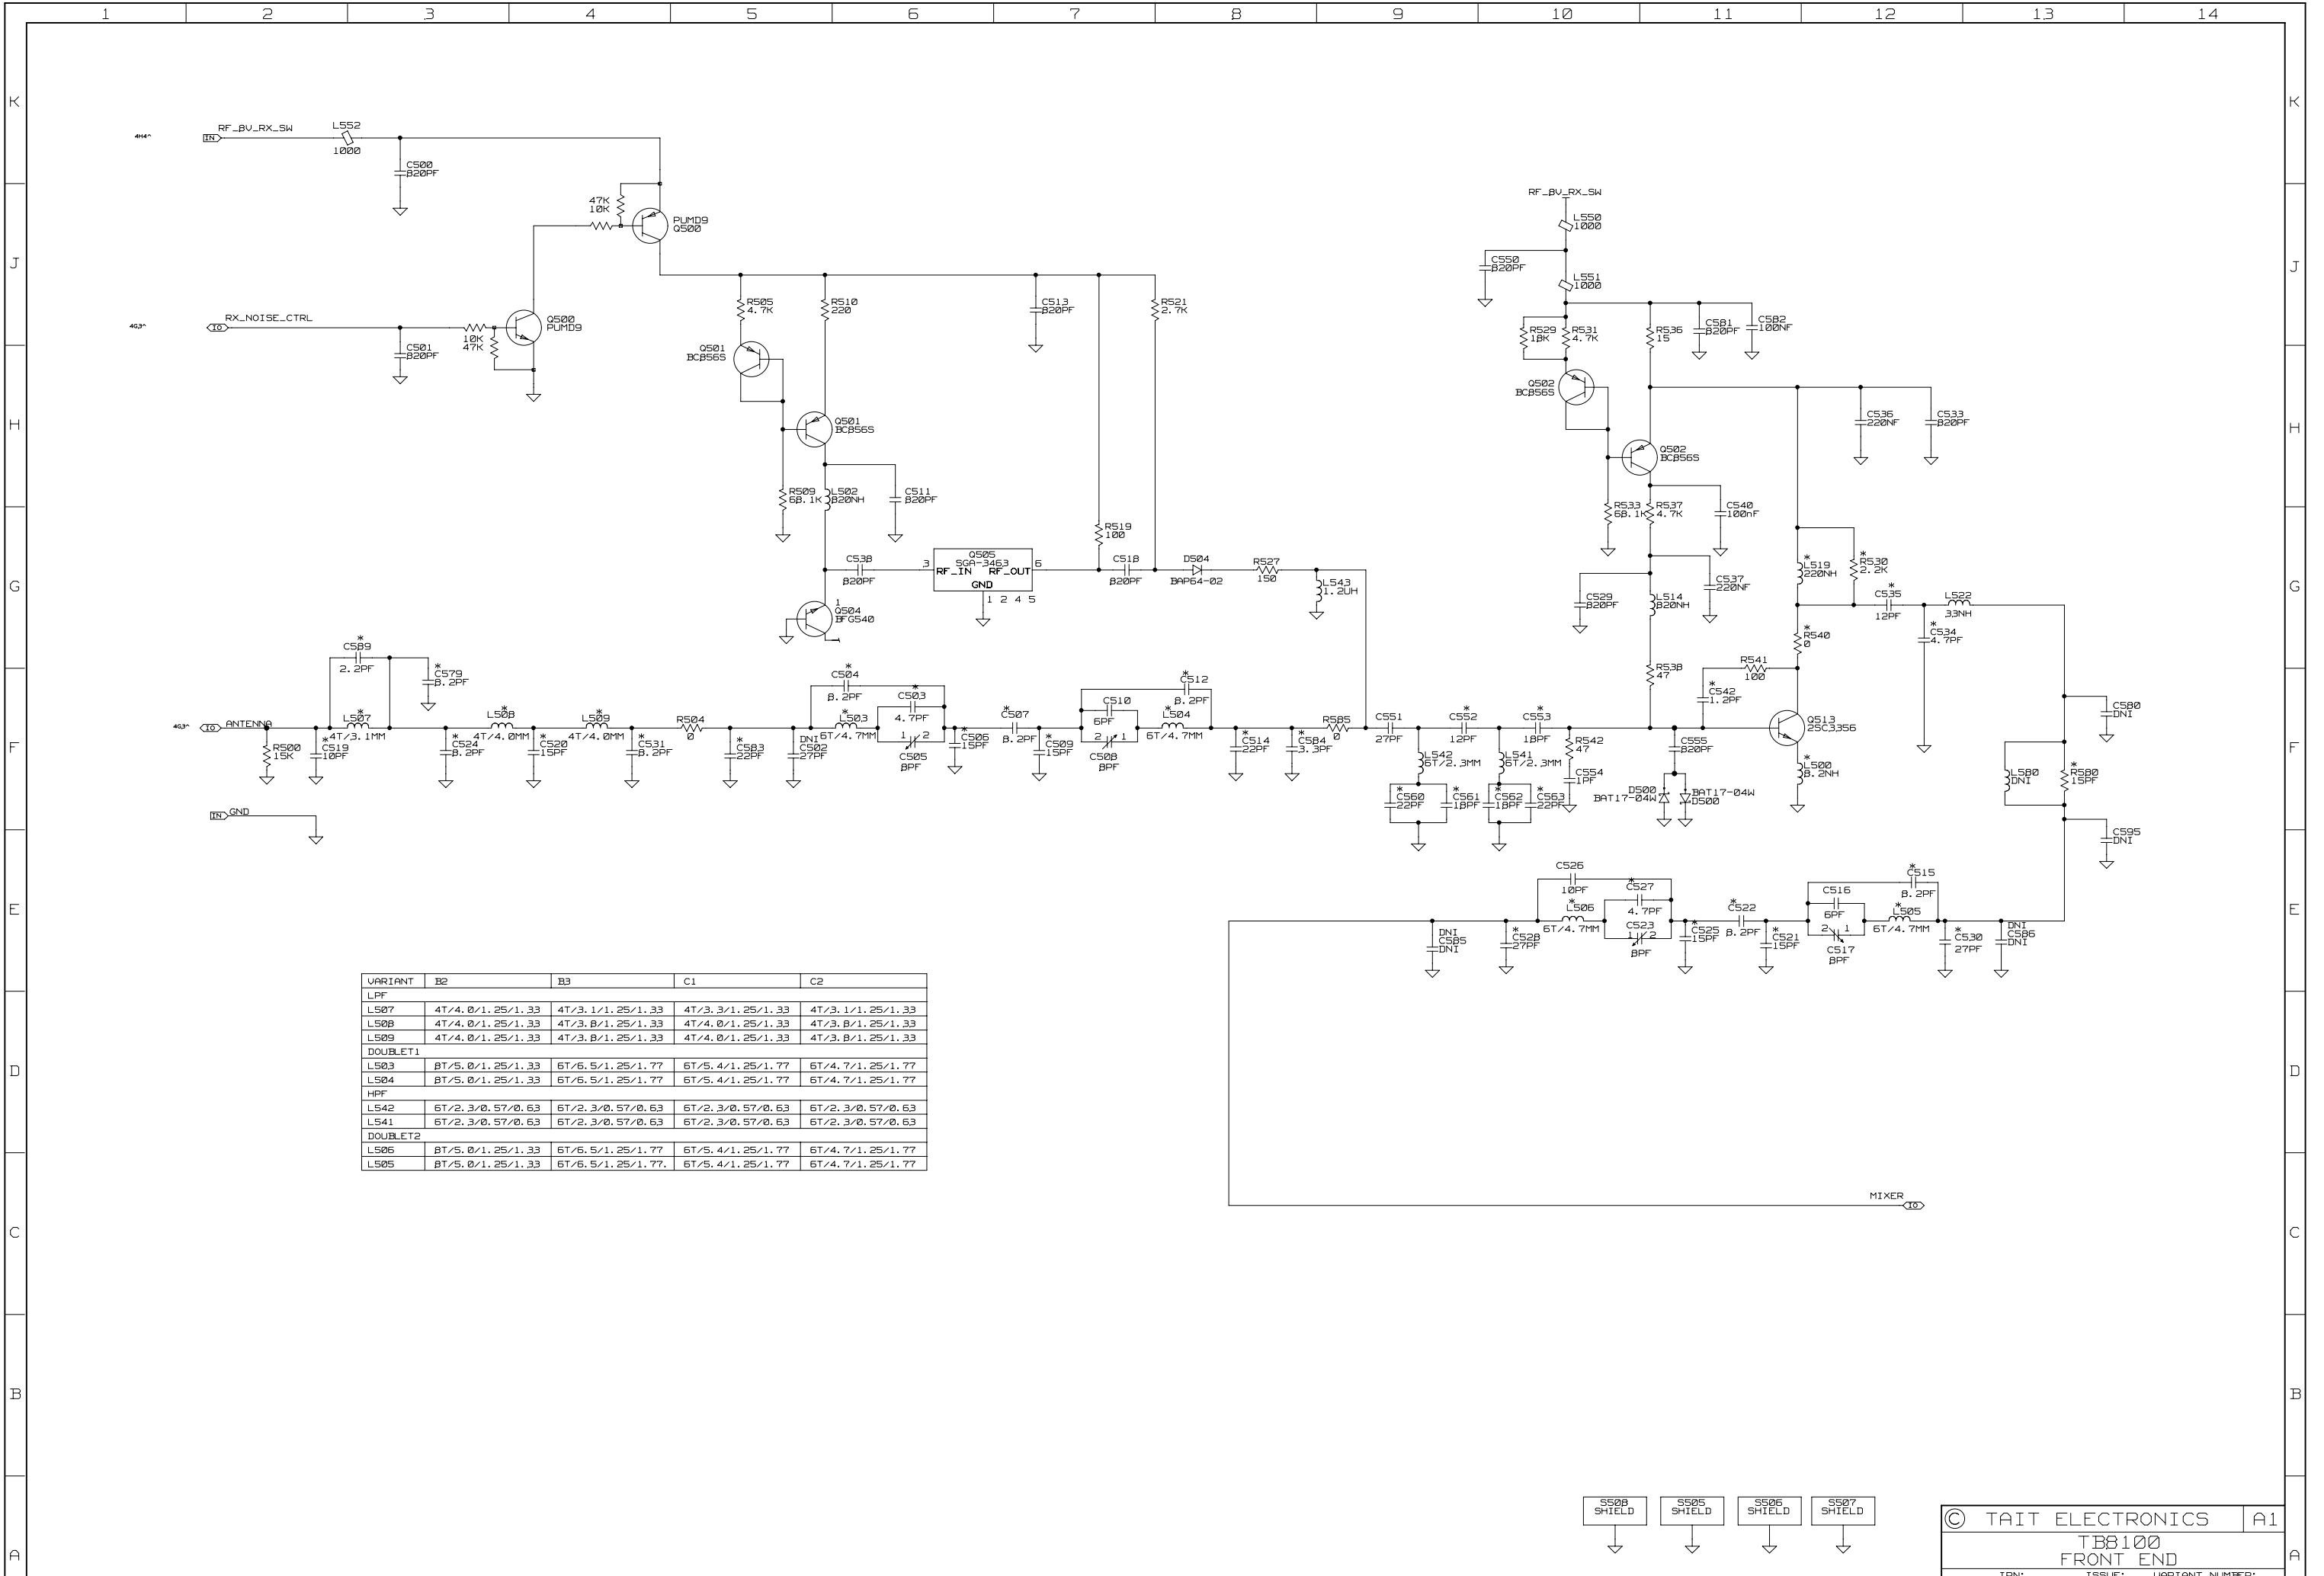 1 2 3 4 5 6 7 8 9 10 11 12 13 14
K
J
H
G
F
E
D
C
B
A
K
J
H
G
F
E
D
C
B
A
4H4^
IN
RF_8V_RX_SW
L552
1000
C500
820PF
47K
10K
PUMD9
Q500
4G3^
IO
RX_NOISE_CTRL
C501
820PF
10K
47K
Q500
PUMD9
R505
4.7K
R510
220
C513
820PF
R521
2.7K
Q501
BC856S
Q501
BC856S
R509
68.1K
L502
820NH
C511
820PF
R519
100
C538
820PF
3
Q505
SGA-3463
RF_IN RF_OUT
GND
6
1 2 4 5
C518
820PF
D504
BAP64-02
R527
150
L543
1.2UH
1
Q504
BFG540
RF_8V_RX_SW
L550
1000
C550
820PF
L551
1000
R529
18K
R531
4.7K
R536
15
C581
820PF
C582
100NF
Q502
BC856S
C536
220NF
C533
820PF
Q502
BC856S
R533
68.1K
R537
4.7K
C540
100nF
C529
820PF
L514
820NH
C537
220NF
*
L519
220NH
*
R530
2.2K
*
C535
12PF
L522
33NH
*
C534
4.7PF
*
R540
0
R538
47
R541
100
*
C542
1.2PF
4G3^
IO
ANTENNA
R500
15K
*
C519
10PF
*
C589
2.2PF
*
L507
4T/3.1MM
*
C579
8.2PF
*
C524
8.2PF
*
L508
4T/4.0MM
*
C520
15PF
*
L509
4T/4.0MM
*
C531
8.2PF
R504
0
*
C583
22PF
DNI
C502
27PF
*
C504
8.2PF
*
L503
6T/4.7MM
*
C503
4.7PF
1 2
C505
8PF
*
C506
15PF
*
C507
8.2PF
*
C509
15PF
C510
6PF
2 1
C508
8PF
*
L504
6T/4.7MM
*
C512
8.2PF
*
C514
22PF
*
C584
3.3PF
R585
0
C551
27PF
*
C552
12PF
*
C553
18PF
L542
6T/2.3MM
L541
6T/2.3MM
*
C560
22PF
*
C561
18PF
*
C562
18PF
*
C563
22PF
R542
47
C554
1PF
C555
820PF
D500
BAT17-04W
BAT17-04W
D500
Q513
2SC3356
*
L500
8.2NH
C580
DNI
L580
DNI
*
R580
15PF
C595
DNI
IN
GND
C526
10PF
*
L506
6T/4.7MM
*
C527
4.7PF
C523
1 2
8PF
*
C525
15PF
*
C522
8.2PF
*
C521
15PF
C516
6PF
2 1
C517
8PF
*
L505
6T/4.7MM
*
C515
8.2PF
*
C530
27PF
DNI
C586
DNI
DNI
C585
DNI
*
C528
27PF
MIXER
IO
VARIANT B2 B3 C1 C2
LPF
L507 4T/4.0/1.25/1.33 4T/3.1/1.25/1.33 4T/3.3/1.25/1.33 4T/3.1/1.25/1.33
L508 4T/4.0/1.25/1.33 4T/3.8/1.25/1.33 4T/4.0/1.25/1.33 4T/3.8/1.25/1.33
L509 4T/4.0/1.25/1.33 4T/3.8/1.25/1.33 4T/4.0/1.25/1.33 4T/3.8/1.25/1.33
DOUBLET1
L503 8T/5.0/1.25/1.33 6T/6.5/1.25/1.77 6T/5.4/1.25/1.77 6T/4.7/1.25/1.77
L504 8T/5.0/1.25/1.33 6T/6.5/1.25/1.77 6T/5.4/1.25/1.77 6T/4.7/1.25/1.77
HPF
L542 6T/2.3/0.57/0.63 6T/2.3/0.57/0.63 6T/2.3/0.57/0.63 6T/2.3/0.57/0.63
L541 6T/2.3/0.57/0.63 6T/2.3/0.57/0.63 6T/2.3/0.57/0.63 6T/2.3/0.57/0.63
DOUBLET2
L506 8T/5.0/1.25/1.33 6T/6.5/1.25/1.77 6T/5.4/1.25/1.77 6T/4.7/1.25/1.77
L505 8T/5.0/1.25/1.33 6T/6.5/1.25/1.77. 6T/5.4/1.25/1.77 6T/4.7/1.25/1.77
S508
SHIELD
S505
SHIELD
S506
SHIELD
S507
SHIELD
© TAIT ELECTRONICS A1
TB8100
FRONT END
IPN: ISSUE: VARIANT NUMBER: